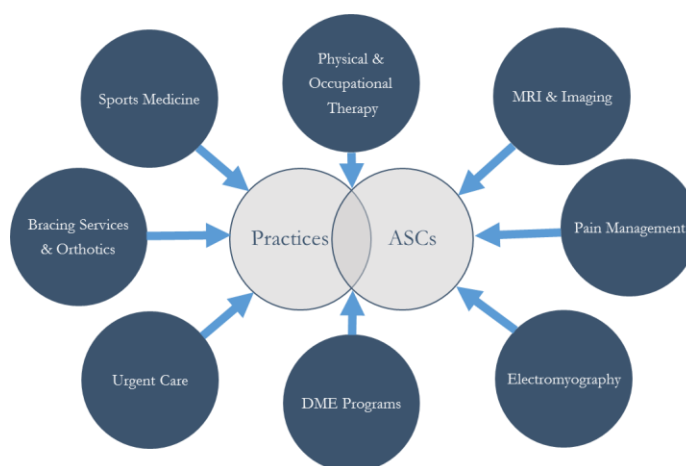 Physical &
Occupational
Therapy
Sports Medicine
MRI & Imaging
Bracing Services
& Orthotics
Practices
ASCs
Pain Management
Urgent Care
DME Programs
Electromyography